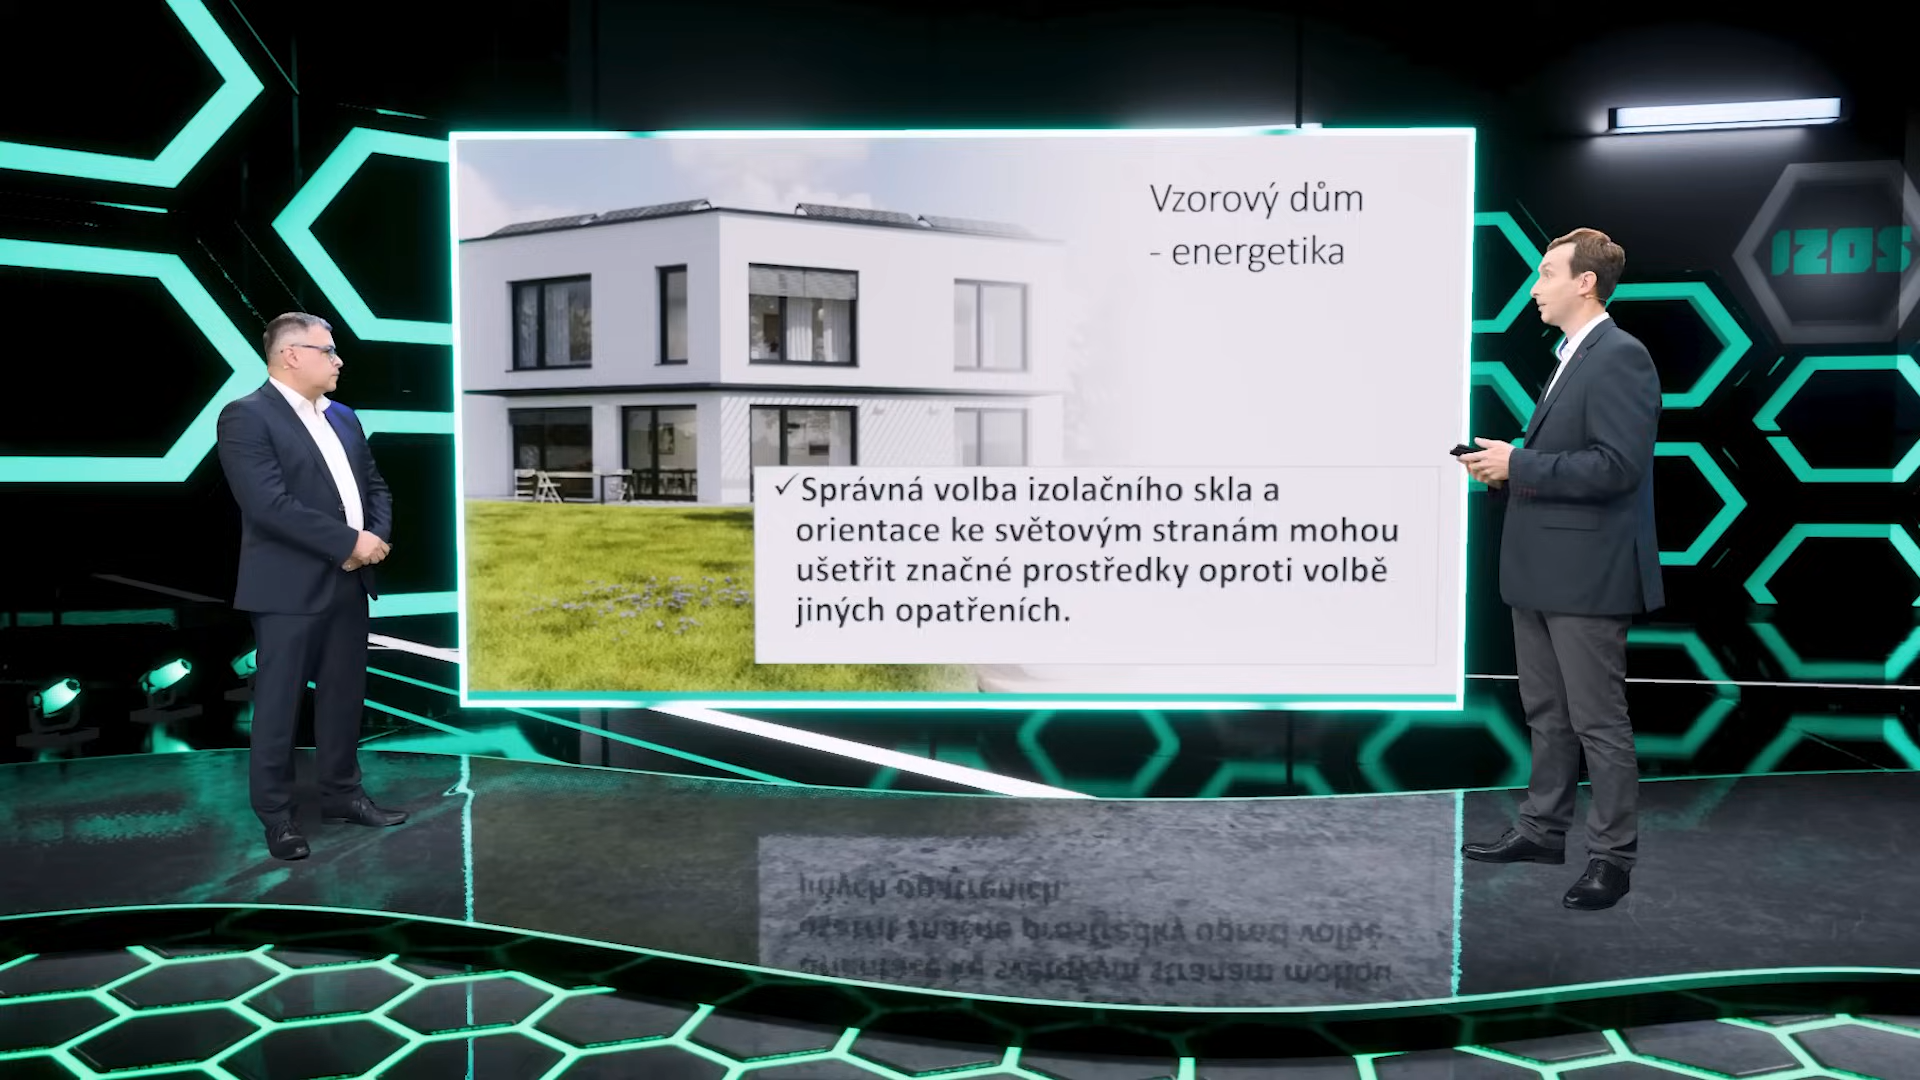 Vzorový dům
- energetika
IZOS
✓Správná volba izolačního skla a
orientace ke světovým stranám mohou
ušetřit značné prostředky oproti volbě
jiných opatřeních.